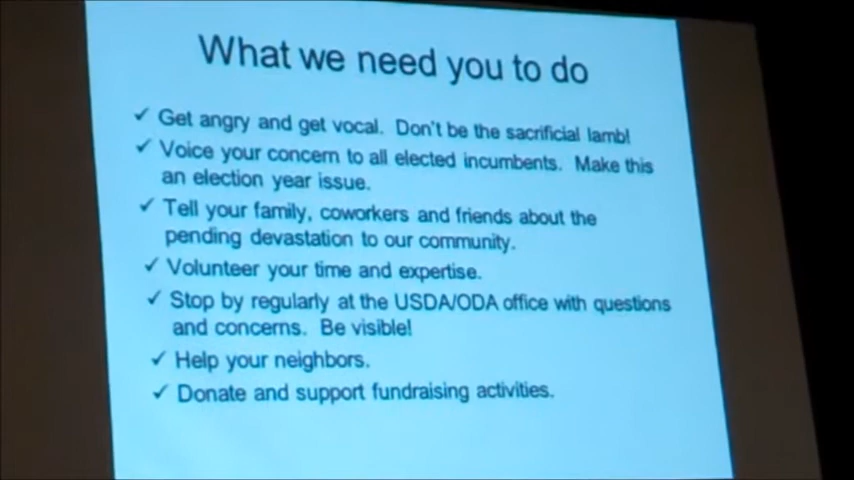 What we need you to do
✓ Get angry and get vocal. Don't be the sacrificial lamb!
✓ Voice your concern to all elected incumbents. Make this
an election year issue.
✓ Tell your family, coworkers and friends about the
pending devastation to our community.
✓ Volunteer your time and expertise.
✓ Stop by regularly at the USDA/ODA office with questions
and concerns. Be visible!
✓ Help your neighbors.
✓ Donate and support fundraising activities.